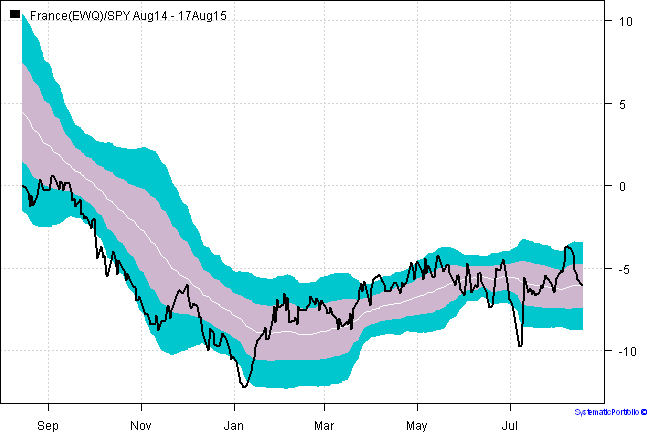 France(EWQ)/SPY Aug14 - 17Aug15
10
5
0
-5
-10
Sep Nov Jan Mar May Jul
SystematicPortfolio ©